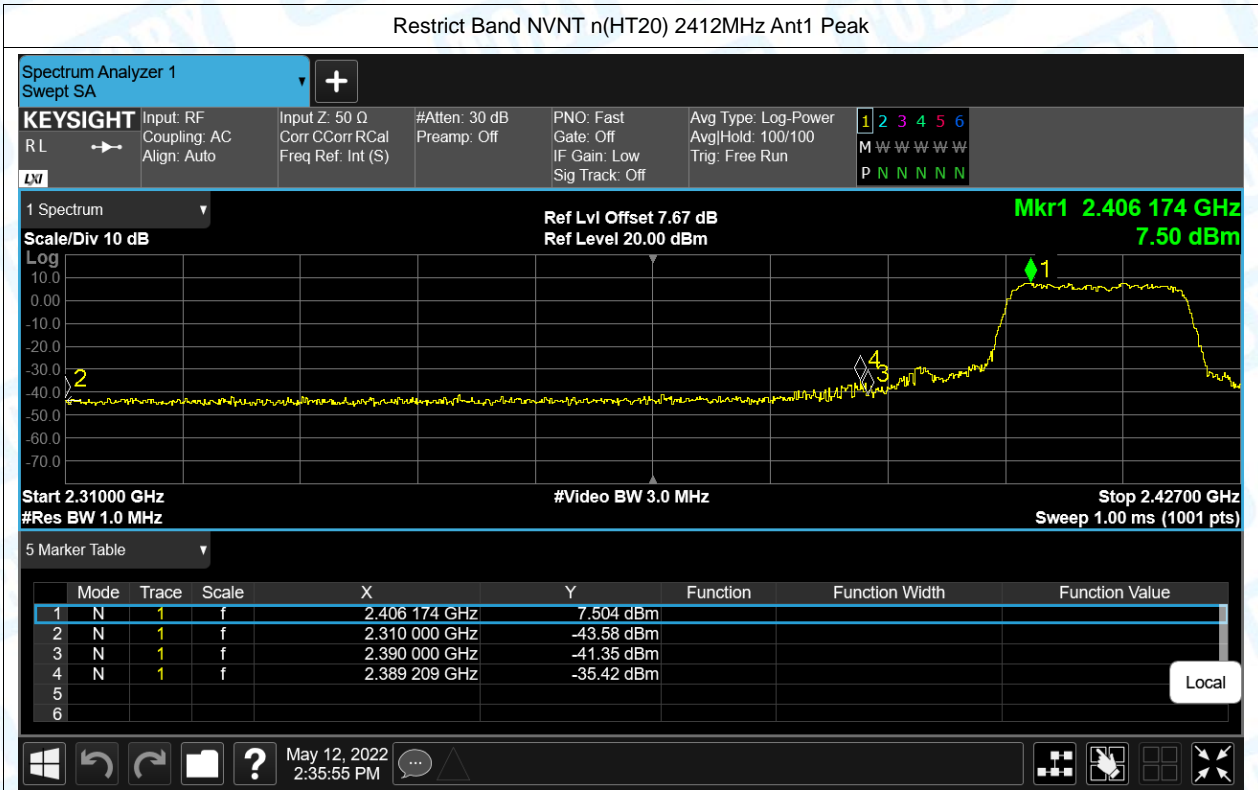 Restrict Band NVNT n(HT20) 2412MHz Ant1 Peak
Spectrum Analyzer 1
Swept SA
KEYSIGHT
RL
LXI
Input: RF
Coupling: AC
Align: Auto
Input Z: 50 Ω
Corr CCorr RCal
Freq Ref: Int (S)
#Atten: 30 dB
Preamp: Off
PNO: Fast
Gate: Off
IF Gain: Low
Sig Track: Off
Avg Type: Log-Power
Avg|Hold: 100/100
Trig: Free Run
1 2 3 4 5 6
M W W W W W
P N N N N N
1 Spectrum
Scale/Div 10 dB
Ref Lvl Offset 7.67 dB
Ref Level 20.00 dBm
Mkr1 2.406 174 GHz
7.50 dBm
Log
10.0
0.00
-10.0
-20.0
-30.0
-40.0
-50.0
-60.0
-70.0
1
2
4
3
Start 2.31000 GHz
#Video BW 3.0 MHz
Stop 2.42700 GHz
#Res BW 1.0 MHz
Sweep 1.00 ms (1001 pts)
5 Marker Table
Mode Trace Scale X Y Function Function Width Function Value
1 N 1 f 2.406 174 GHz 7.504 dBm
2 N 1 f 2.310 000 GHz -43.58 dBm
3 N 1 f 2.390 000 GHz -41.35 dBm
4 N 1 f 2.389 209 GHz -35.42 dBm
5
6
Local
?
May 12, 2022
2:35:55 PM